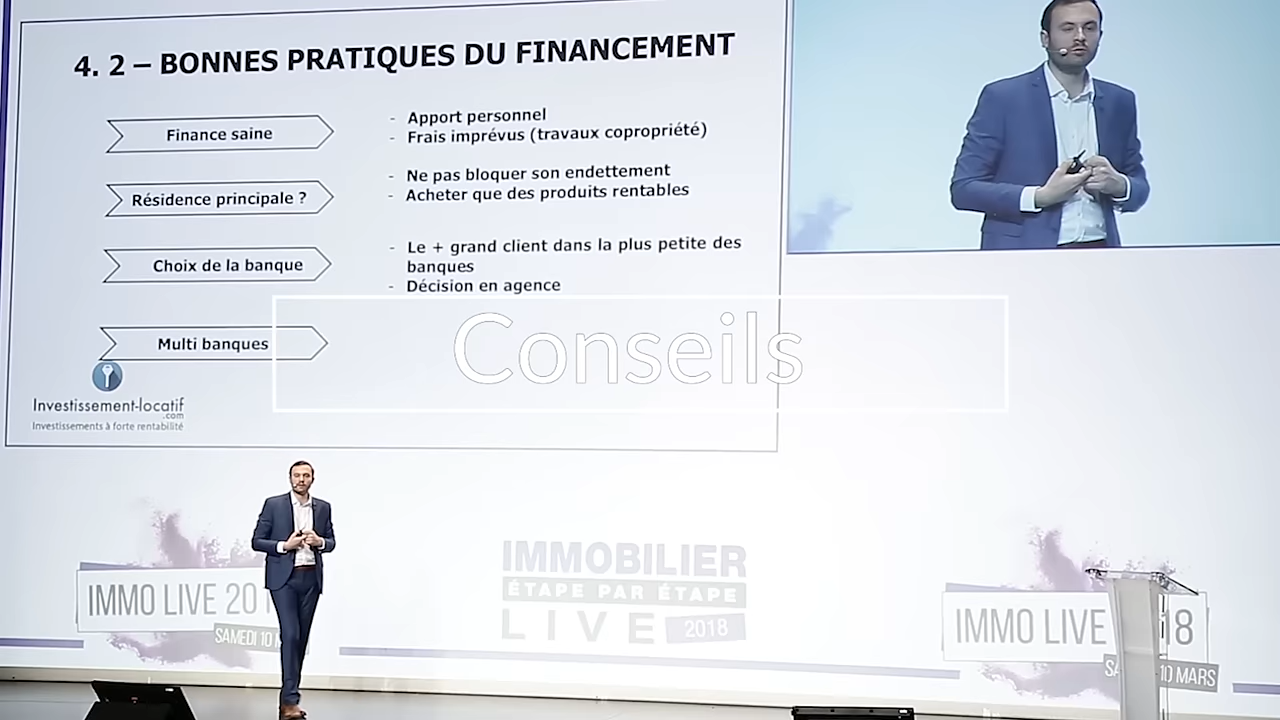 4. 2 – BONNES PRATIQUES DU FINANCEMENT
Finance saine
- Apport personnel
- Frais imprévus (travaux copropriété)
Résidence principale ?
- Ne pas bloquer son endettement
- Acheter que des produits rentables
Choix de la banque
- Le + grand client dans la plus petite des
banques
- Décision en agence
Multi banques
Conseils
Investissement-locatif
.com
Investissements à forte rentabilité
IMMO LIVE 201
SAMEDI 10 M
IMMOBILIER
ÉTAPE PAR ÉTAPE
LIVE 2018
IMMO LIVE 18
SA 10 MARS